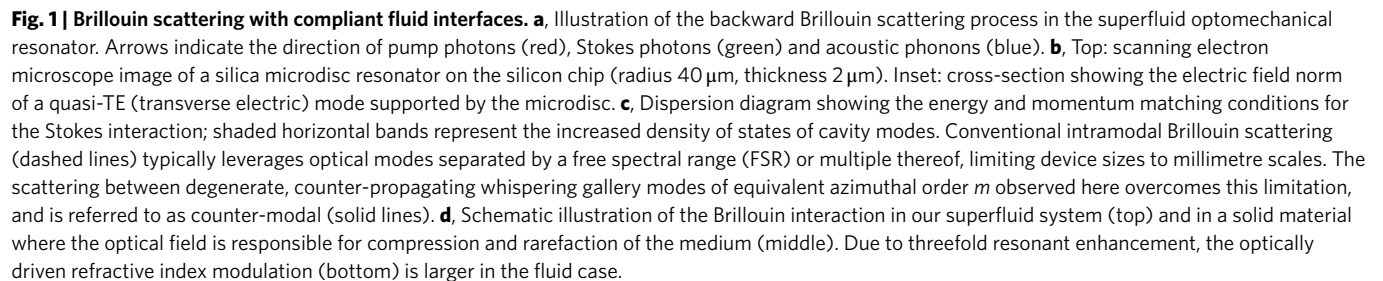 Fig. 1 | Brillouin scattering with compliant fluid interfaces. a, Illustration of the backward Brillouin scattering process in the superfluid optomechanical
resonator. Arrows indicate the direction of pump photons (red), Stokes photons (green) and acoustic phonons (blue). b, Top: scanning electron
microscope image of a silica microdisc resonator on the silicon chip (radius 40 μm, thickness 2 μm). Inset: cross-section showing the electric field norm
of a quasi-TE (transverse electric) mode supported by the microdisc. c, Dispersion diagram showing the energy and momentum matching conditions for
the Stokes interaction; shaded horizontal bands represent the increased density of states of cavity modes. Conventional intramodal Brillouin scattering
(dashed lines) typically leverages optical modes separated by a free spectral range (FSR) or multiple thereof, limiting device sizes to millimetre scales. The
scattering between degenerate, counter-propagating whispering gallery modes of equivalent azimuthal order m observed here overcomes this limitation,
and is referred to as counter-modal (solid lines). d, Schematic illustration of the Brillouin interaction in our superfluid system (top) and in a solid material
where the optical field is responsible for compression and rarefaction of the medium (middle). Due to threefold resonant enhancement, the optically
driven refractive index modulation (bottom) is larger in the fluid case.